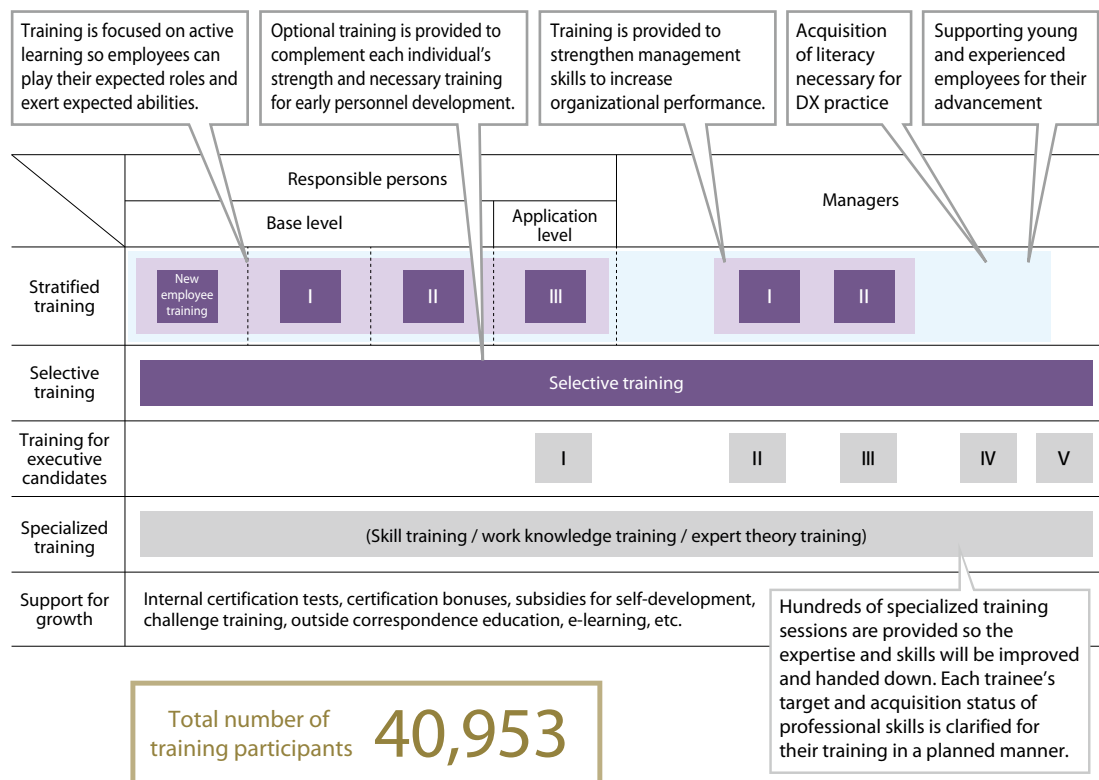 Training is focused on active
learning so employees can
play their expected roles and
exert expected abilities.
Optional training is provided to
complement each individual's
strength and necessary training
for early personnel development.
Training is provided to
strengthen management
skills to increase
organizational performance.
Acquisition
of literacy
necessary for
DX practice
Supporting young
and experienced
employees for their
advancement
Responsible persons
Managers
Base level
Application
level
Stratified
training
New
employee
training
I
II
III
I
II
Selective
training
Selective training
Training for
executive
candidates
I
II
III
IV
V
Specialized
training
(Skill training / work knowledge training / expert theory training)
Support for
growth
Internal certification tests, certification bonuses, subsidies for self-development,
challenge training, outside correspondence education, e-learning, etc.
Hundreds of specialized training
sessions are provided so the
expertise and skills will be improved
and handed down. Each trainee's
target and acquisition status of
professional skills is clarified for
their training in a planned manner.
Total number of
training participants
40,953